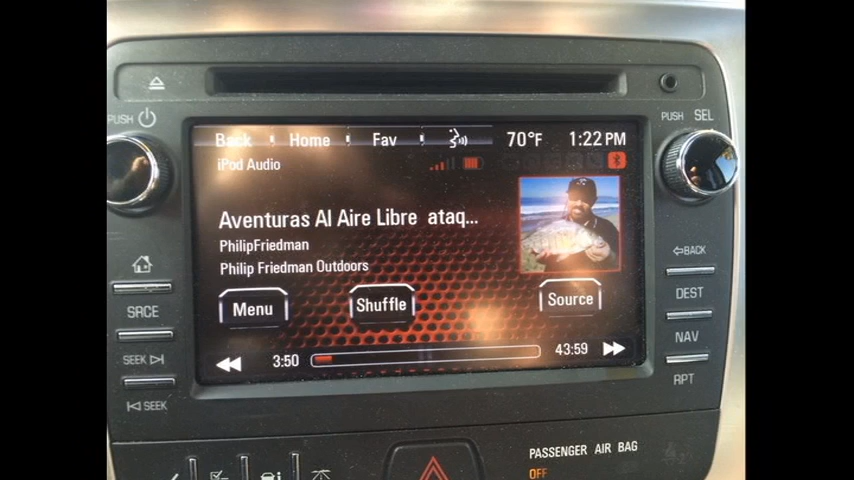 PUSH
PUSH SEL
Back Home Fav 70°F 1:22 PM
iPod Audio
Aventuras Al Aire Libre ataq...
PhilipFriedman
Philip Friedman Outdoors
Menu Shuffle Source
3:50 43:59
SRCE
SEEK
SEEK
BACK
DEST
NAV
RPT
PASSENGER AIR BAG
OFF